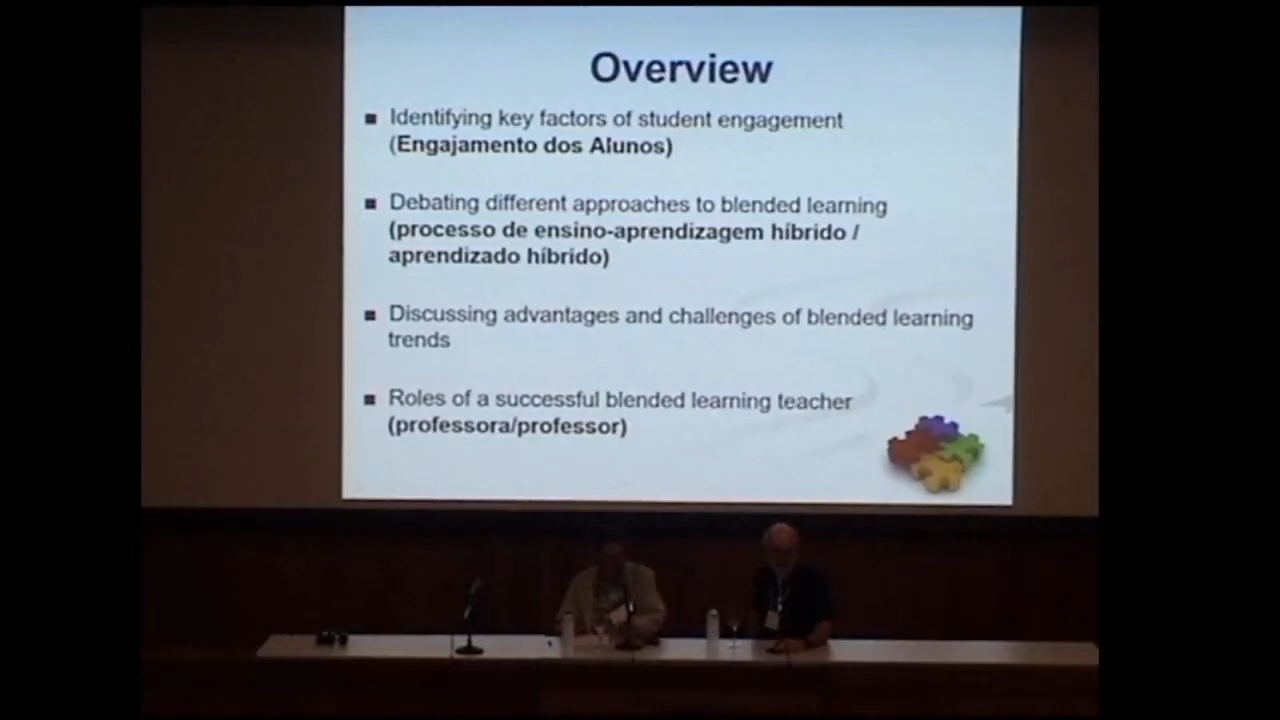 Overview
Identifying key factors of student engagement
(Engajamento dos Alunos)
Debating different approaches to blended learning
(processo de ensino-aprendizagem híbrido /
aprendizado híbrido)
Discussing advantages and challenges of blended learning
trends
Roles of a successful blended learning teacher
(professora/professor)